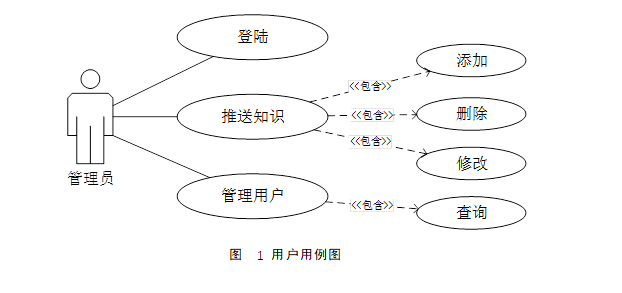 登陆
添加
<<包含>>
推送知识
<<包含>>
删除
<<包含>>
修改
管理员
管理用户
<<包含>>
查询
图 1 用户用例图